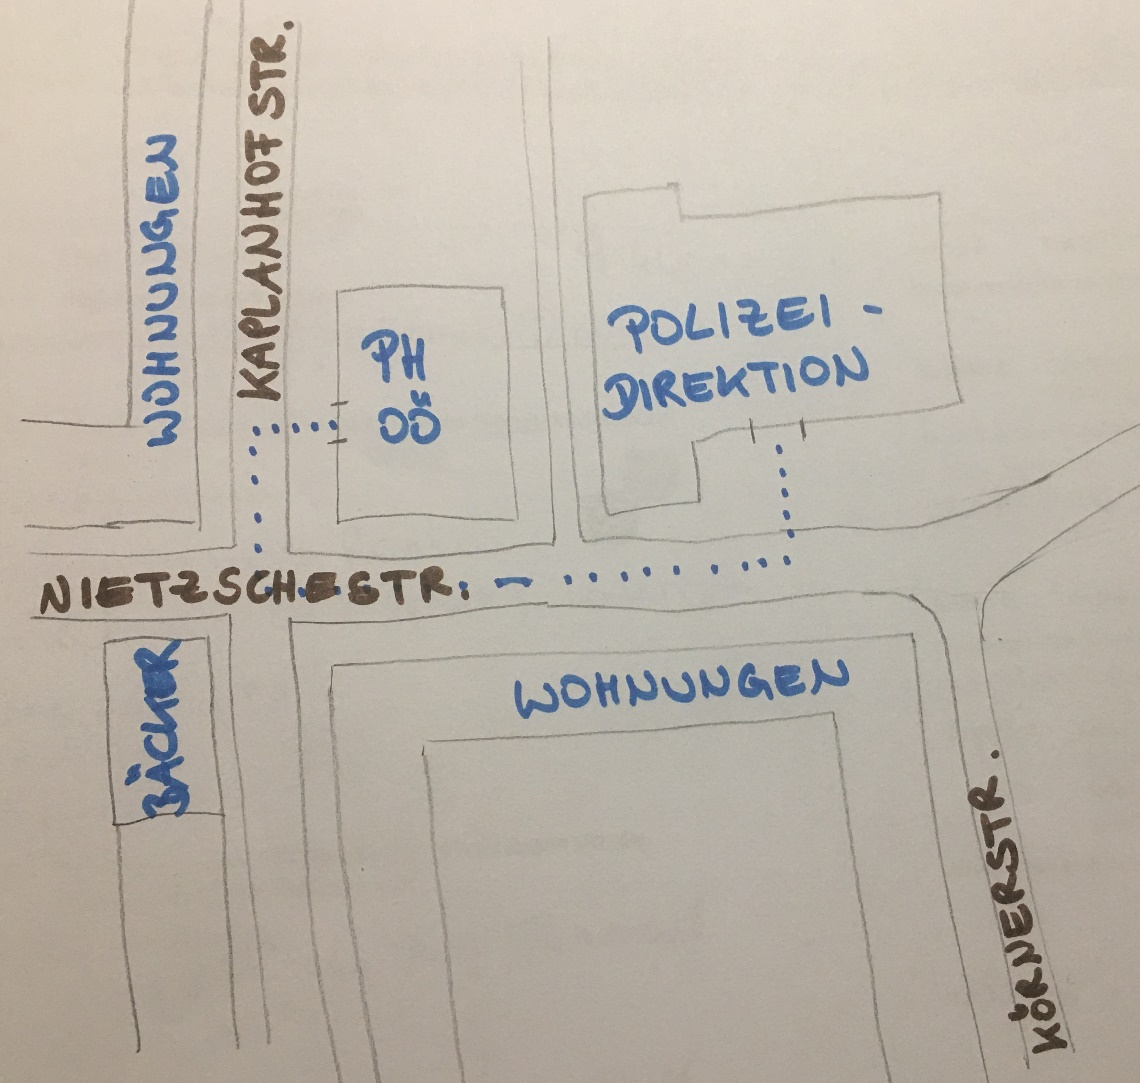 WOHNUNGEN
KAPLANHOFSTR.
PH
OÖ
POLIZEI-
DIREKTION
NIETZSCHESTR.
BÄCKER
WOHNUNGEN
KÖRNERSTR.